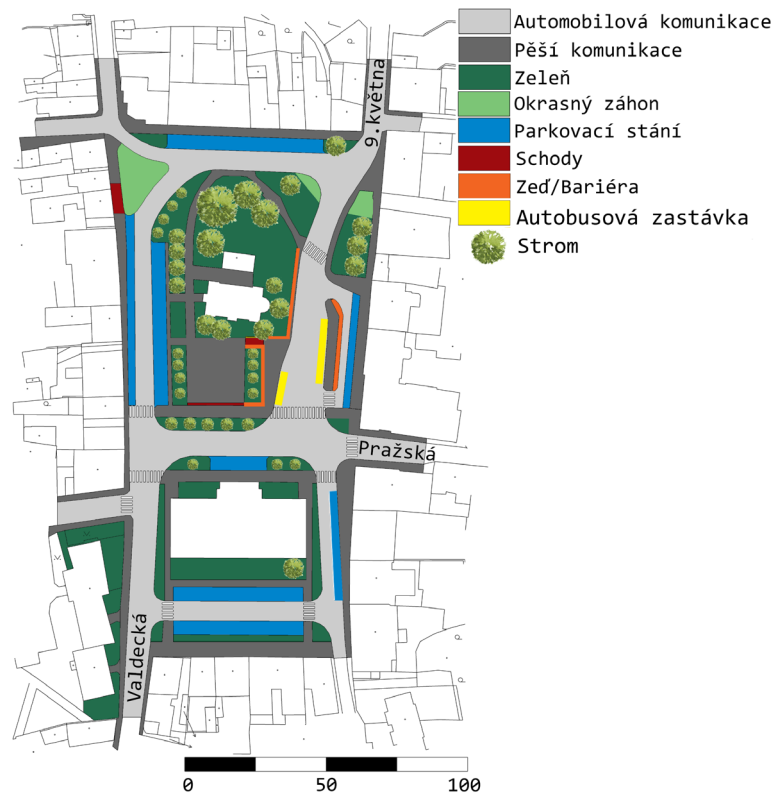 Automobilová komunikace
Pěší komunikace
Zeleň
Okrasný záhon
Parkovací stání
Schody
Zeď/Bariéra
Autobusová zastávka
Strom
9.května
Pražská
Valdecká
0 50 100